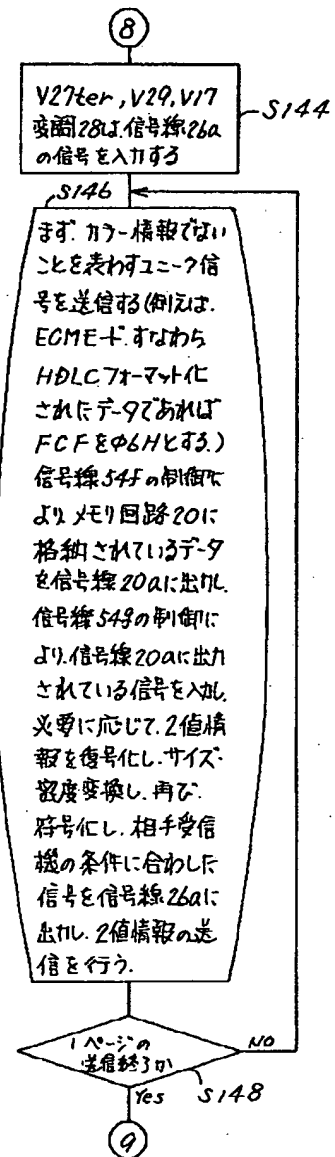 8
V27ter, V29, V17
変調28は.信号線26a
の信号を入力する
S144
S146
まず.カラー情報でない
ことを表わすユニーク信
号を送信する(例えば.
ECMモード.すなわち
HDLCフォーマット化
されたデータであれば
FCFをφ6Hとする.)
信号線54fの制御に
より.メモリ回路20に
格納されているデータ
を信号線20aに出力し.
信号線54gの制御に
より.信号線20aに出力
されている信号を入力し.
必要に応じて.2値情
報を復号化し.サイズ・
密度変換し.再び.
符号化し.相手受信
機の条件に合わした
信号を信号線26aに
出力し.2値情報の送
信を行う.
1ページの
送信終了か
NO
Yes
S148
9